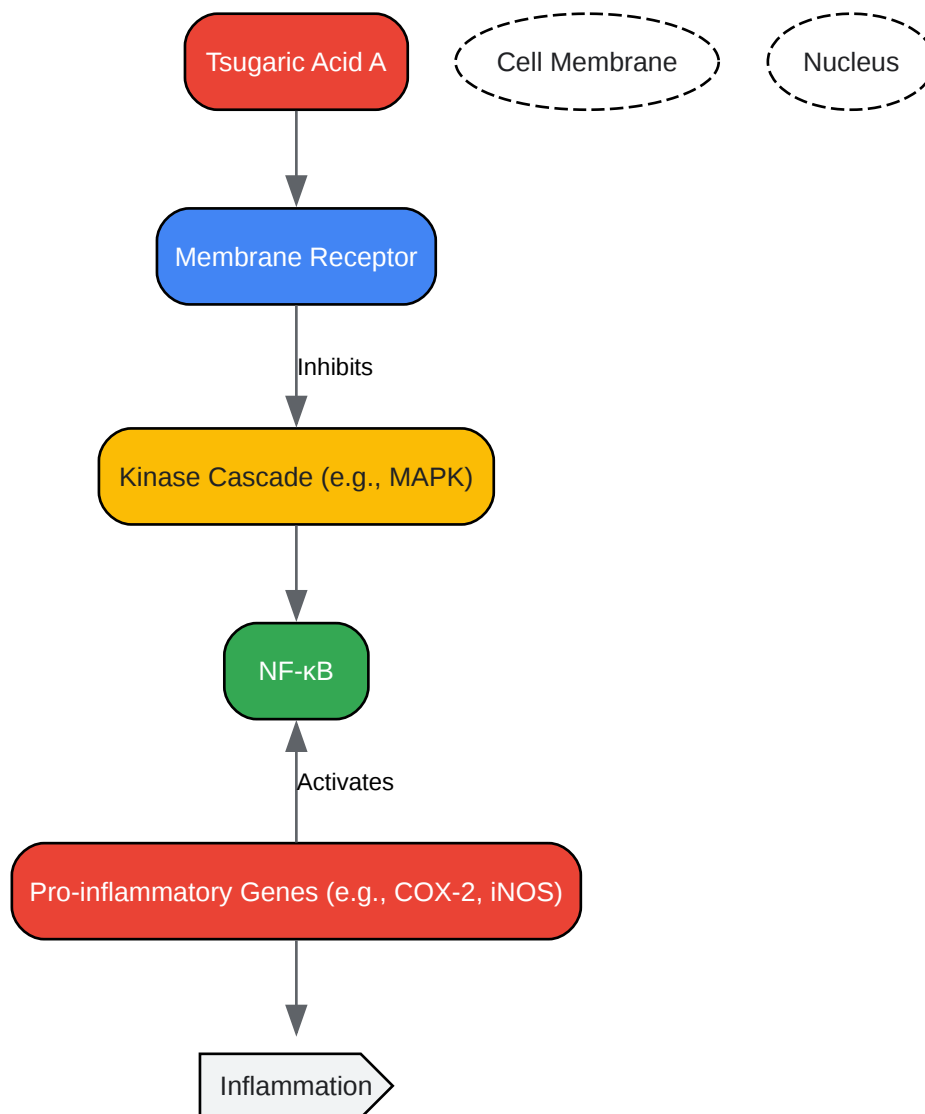 Tsugaric Acid A
Cell Membrane
Nucleus
Membrane Receptor
Inhibits
Kinase Cascade (e.g., MAPK)
NF-κB
Activates
Pro-inflammatory Genes (e.g., COX-2, iNOS)
Inflammation